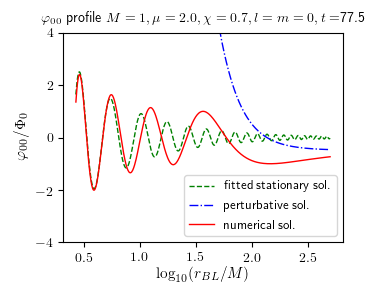 φ₀₀ profile M = 1, μ = 2.0, χ = 0.7, l = m = 0, t =77.5
φ₀₀/Φ₀
4
2
0
−2
−4
fitted stationary sol.
perturbative sol.
numerical sol.
0.5 1.0 1.5 2.0 2.5
log₁₀(r_BL/M)